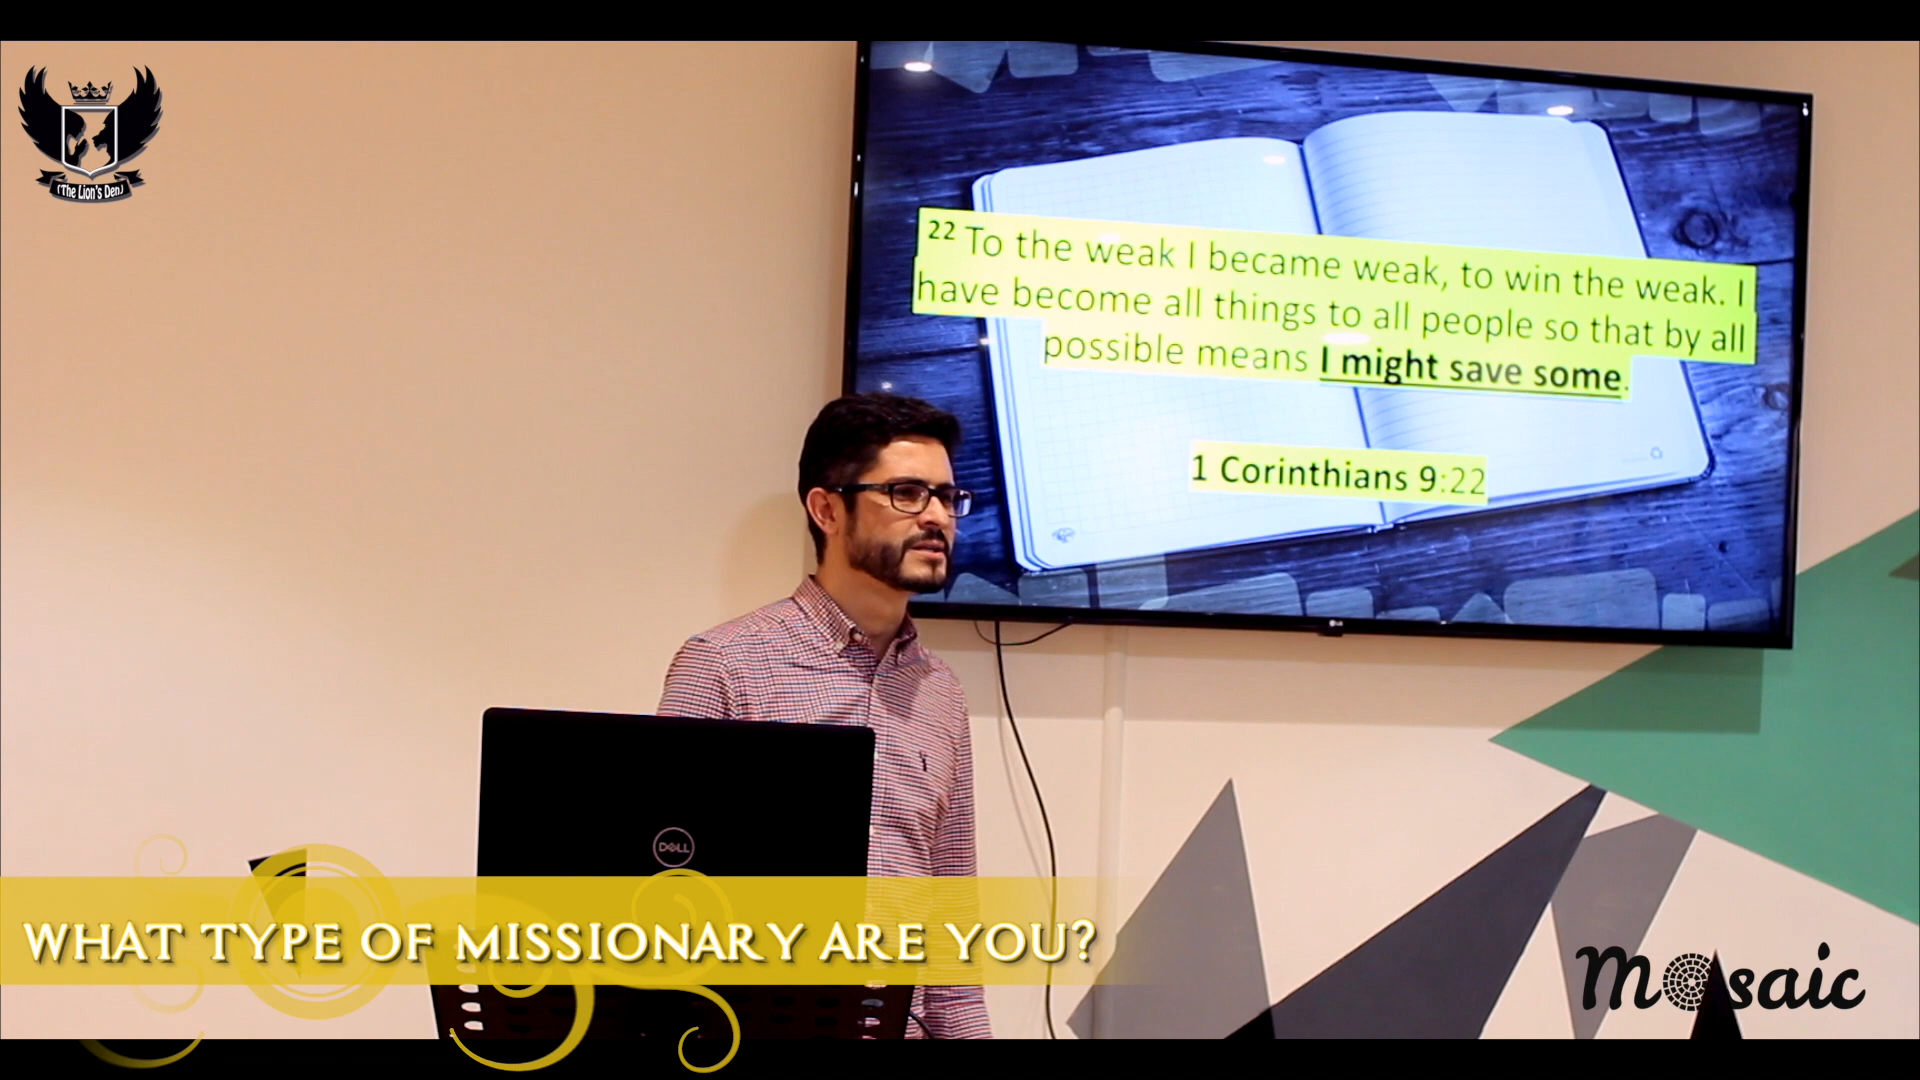 (The Lion's Den)
22 To the weak I became weak, to win the weak. I
have become all things to all people so that by all
possible means I might save some.
1 Corinthians 9:22
LG
DELL
WHAT TYPE OF MISSIONARY ARE YOU?
Mosaic